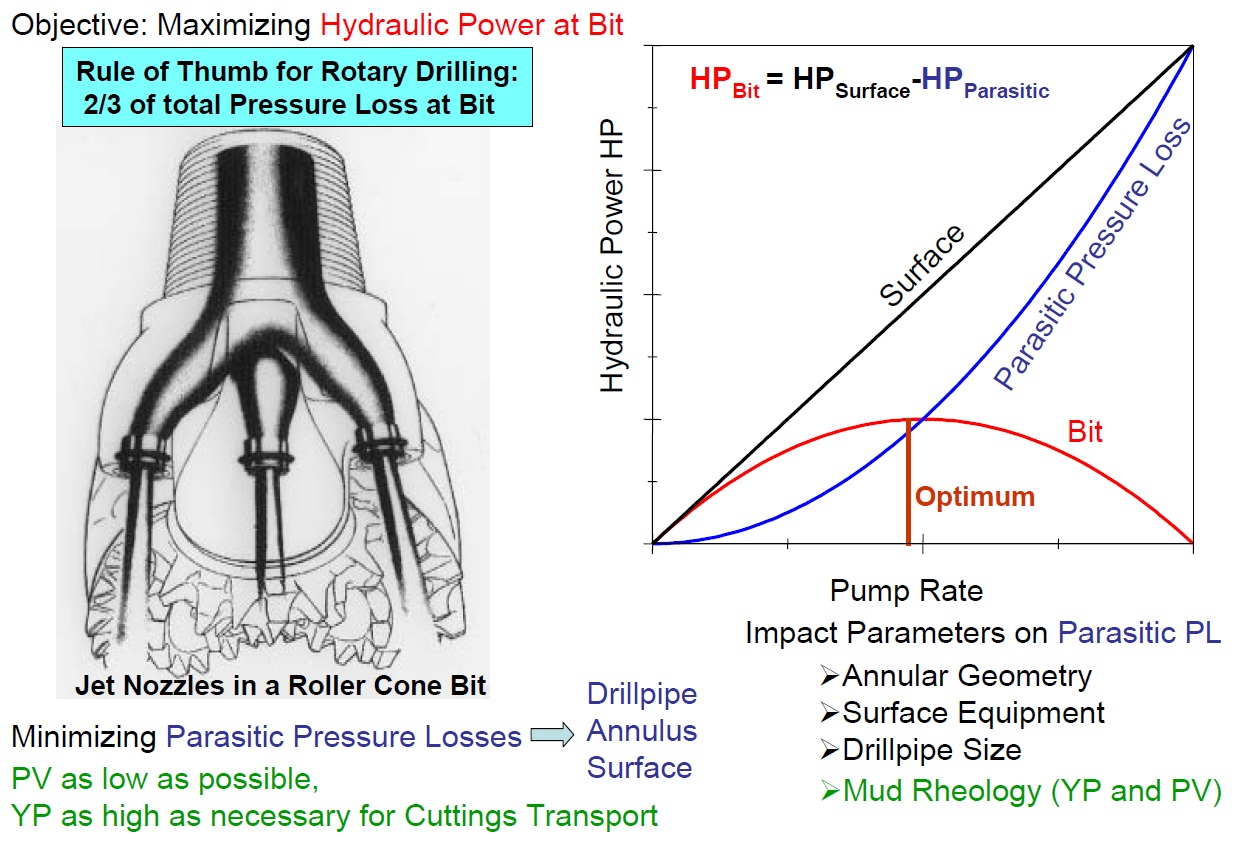 Objective: Maximizing Hydraulic Power at Bit
Rule of Thumb for Rotary Drilling:
2/3 of total Pressure Loss at Bit
Jet Nozzles in a Roller Cone Bit
Minimizing Parasitic Pressure Losses
Drillpipe
Annulus
Surface
PV as low as possible,
YP as high as necessary for Cuttings Transport
HPBit = HPSurface-HPParasitic
Hydraulic Power HP
Surface
Parasitic Pressure Loss
Bit
Optimum
Pump Rate
Impact Parameters on Parasitic PL
➢Annular Geometry
➢Surface Equipment
➢Drillpipe Size
➢Mud Rheology (YP and PV)